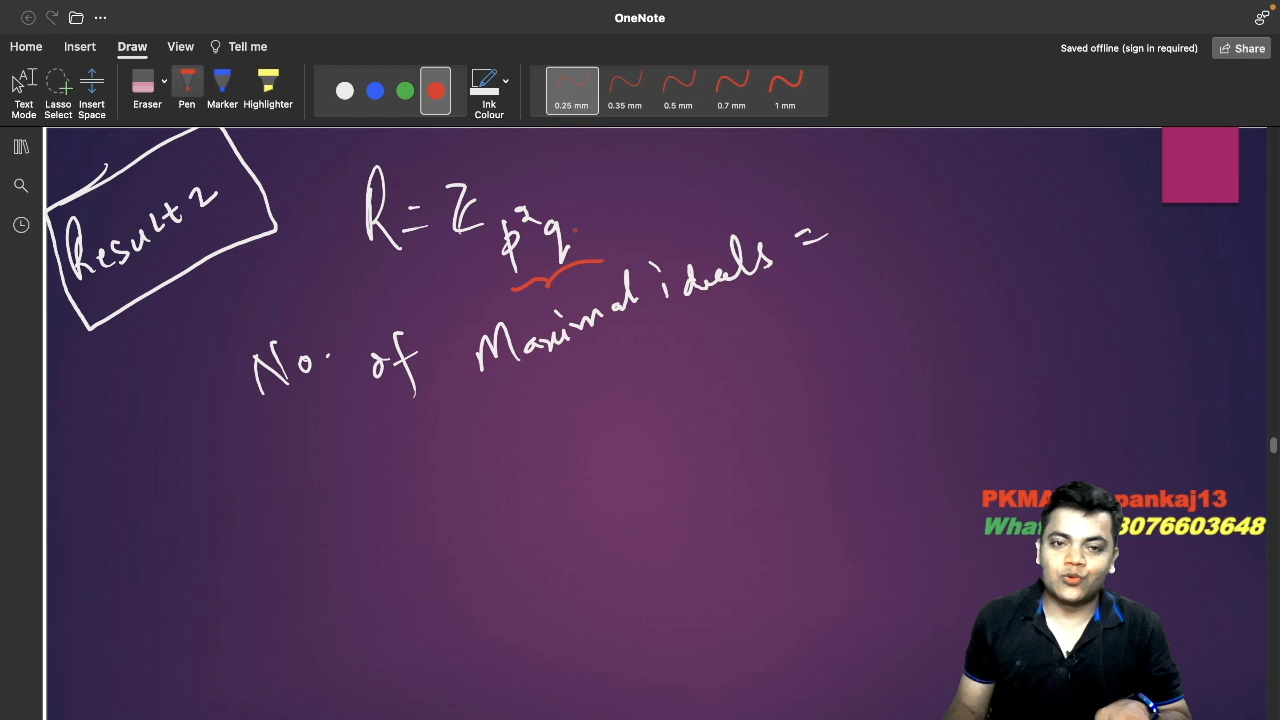 OneNote
Home Insert Draw View Tell me
Saved offline (sign in required) Share
Text Mode Lasso Select Insert Space Eraser Pen Marker Highlighter Ink Colour 0.25 mm 0.35 mm 0.5 mm 0.7 mm 1 mm
Result 2
R = Z p²q
No. of Maximal ideals =
PKMA pankaj13
What 8076603648